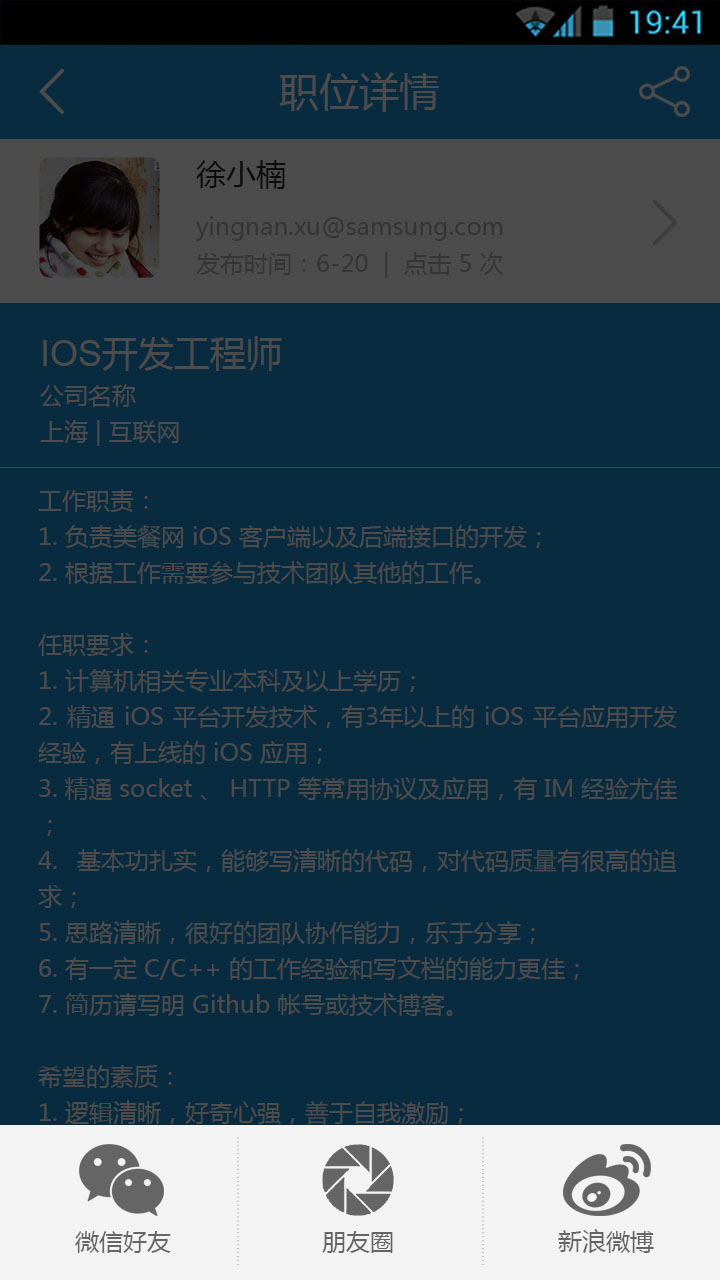 19:41
职位详情
徐小楠
yingnan.xu@samsung.com
发布时间：6-20 | 点击 5 次
IOS开发工程师
公司名称
上海 | 互联网
工作职责：
1. 负责美餐网 iOS 客户端以及后端接口的开发；
2. 根据工作需要参与技术团队其他的工作。
任职要求：
1. 计算机相关专业本科及以上学历；
2. 精通 iOS 平台开发技术，有3年以上的 iOS 平台应用开发
经验，有上线的 iOS 应用；
3. 精通 socket 、 HTTP 等常用协议及应用，有 IM 经验尤佳
；
4. 基本功扎实，能够写清晰的代码，对代码质量有很高的追
求；
5. 思路清晰，很好的团队协作能力，乐于分享；
6. 有一定 C/C++ 的工作经验和写文档的能力更佳；
7. 简历请写明 Github 帐号或技术博客。
希望的素质：
1. 逻辑清晰，好奇心强，善于自我激励；
微信好友
朋友圈
新浪微博